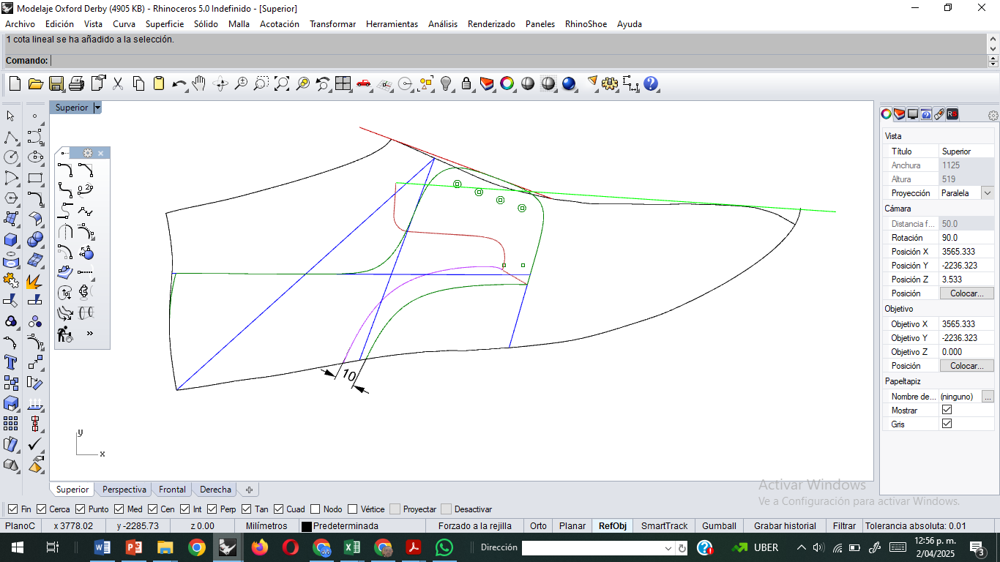 Modelaje Oxford Derby (4905 KB) - Rhinoceros 5.0 Indefinido - [Superior]
Archivo Edición Vista Curva Superficie Sólido Malla Acotación Transformar Herramientas Análisis Renderizado Paneles RhinoShoe Ayuda
1 cota lineal se ha añadido a la selección.
Comando:
Superior
10
y
x
Vista
Título Superior
Anchura 1125
Altura 519
Proyección Paralela
Cámara
Distancia f... 50.0
Rotación 90.0
Posición X 3565.333
Posición Y -2236.323
Posición Z 3.533
Posición Colocar...
Objetivo
Objetivo X 3565.333
Objetivo Y -2236.323
Objetivo Z 0.000
Posición Colocar...
Papeltapiz
Nombre de... (ninguno) ...
Mostrar
Gris
Activar Windows
Ve a Configuración para activar Windows.
Superior Perspectiva Frontal Derecha
Fin Cerca Punto Med Cen Int Perp Tan Cuad Nodo Vértice Proyectar Desactivar
PlanoC x 3778.02 y -2285.73 z 0.00 Milímetros Predeterminada Forzado a la rejilla Orto Planar RefObj SmartTrack Gumball Grabar historial Filtrar Tolerancia absoluta: 0.01
Dirección UBER
12:56 p. m.
2/04/2025
3